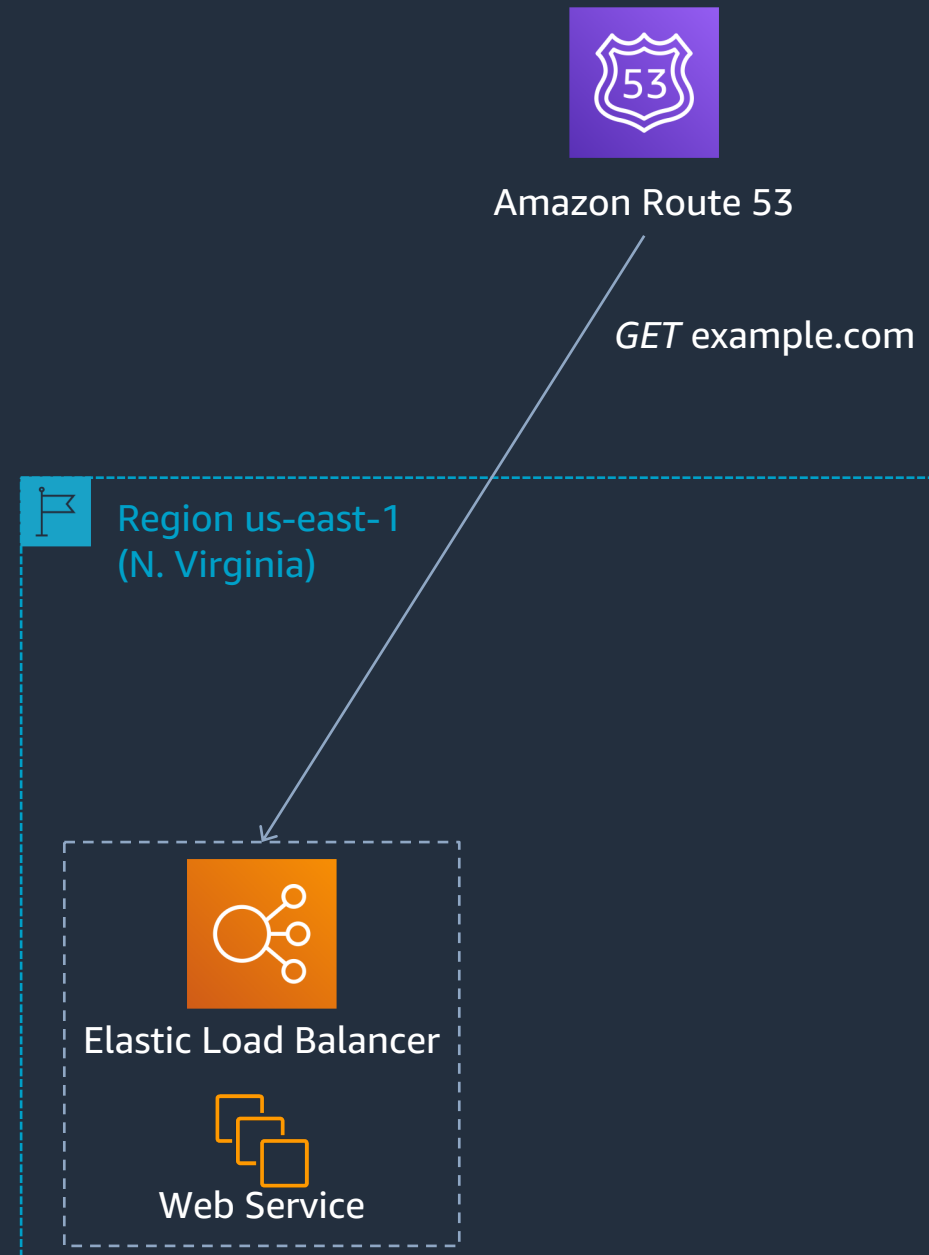 53
Amazon Route 53
GET example.com
Region us-east-1
(N. Virginia)
Elastic Load Balancer
Web Service